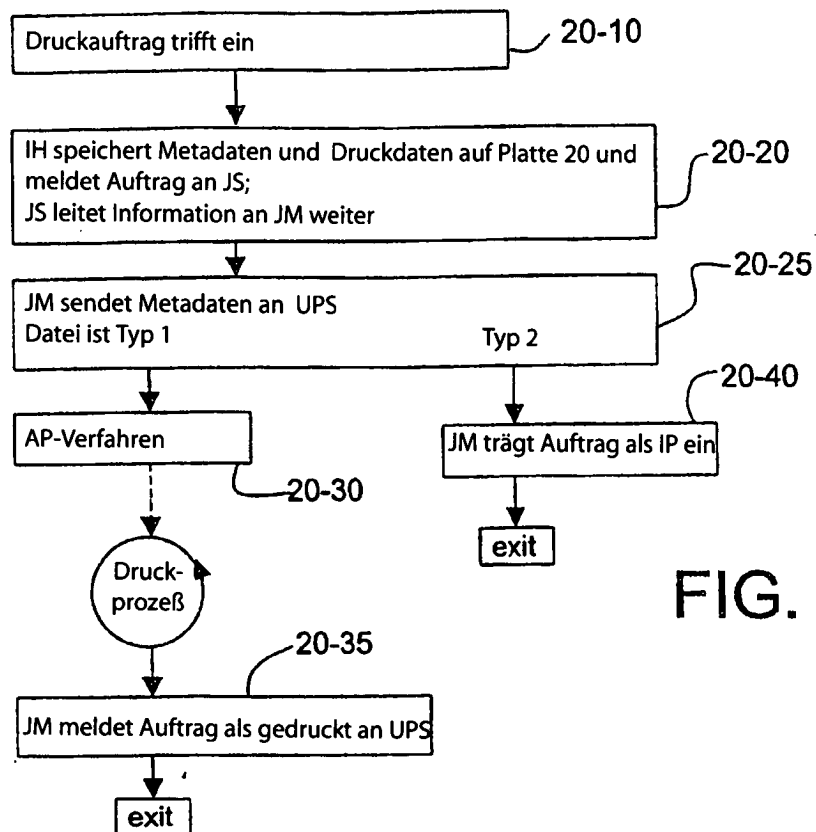 Druckauftrag trifft ein
20-10
IH speichert Metadaten und Druckdaten auf Platte 20 und
meldet Auftrag an JS;
JS leitet Information an JM weiter
20-20
JM sendet Metadaten an UPS
Datei ist Typ 1 Typ 2
20-25
AP-Verfahren
20-30
JM trägt Auftrag als IP ein
20-40
exit
Druck-
prozeß
FIG.
20-35
JM meldet Auftrag als gedruckt an UPS
exit